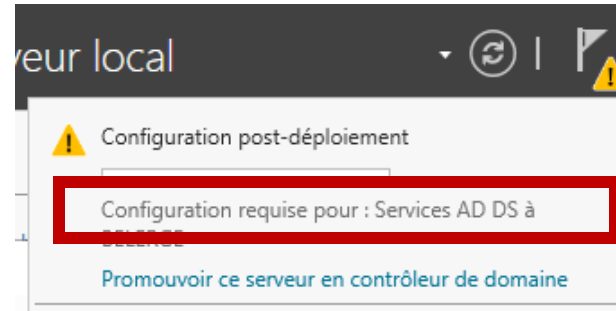 veur local
Configuration post-déploiement
Configuration requise pour : Services AD DS à
Promouvoir ce serveur en contrôleur de domaine